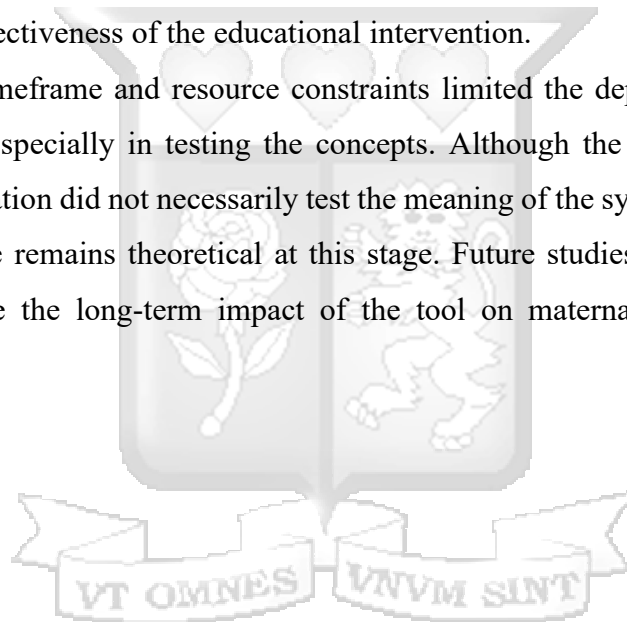 ectiveness of the educational intervention.
meframe and resource constraints limited the dep
specially in testing the concepts. Although the
ation did not necessarily test the meaning of the sy
e remains theoretical at this stage. Future studies
e the long-term impact of the tool on materna
VT OMNES VNVM SINT